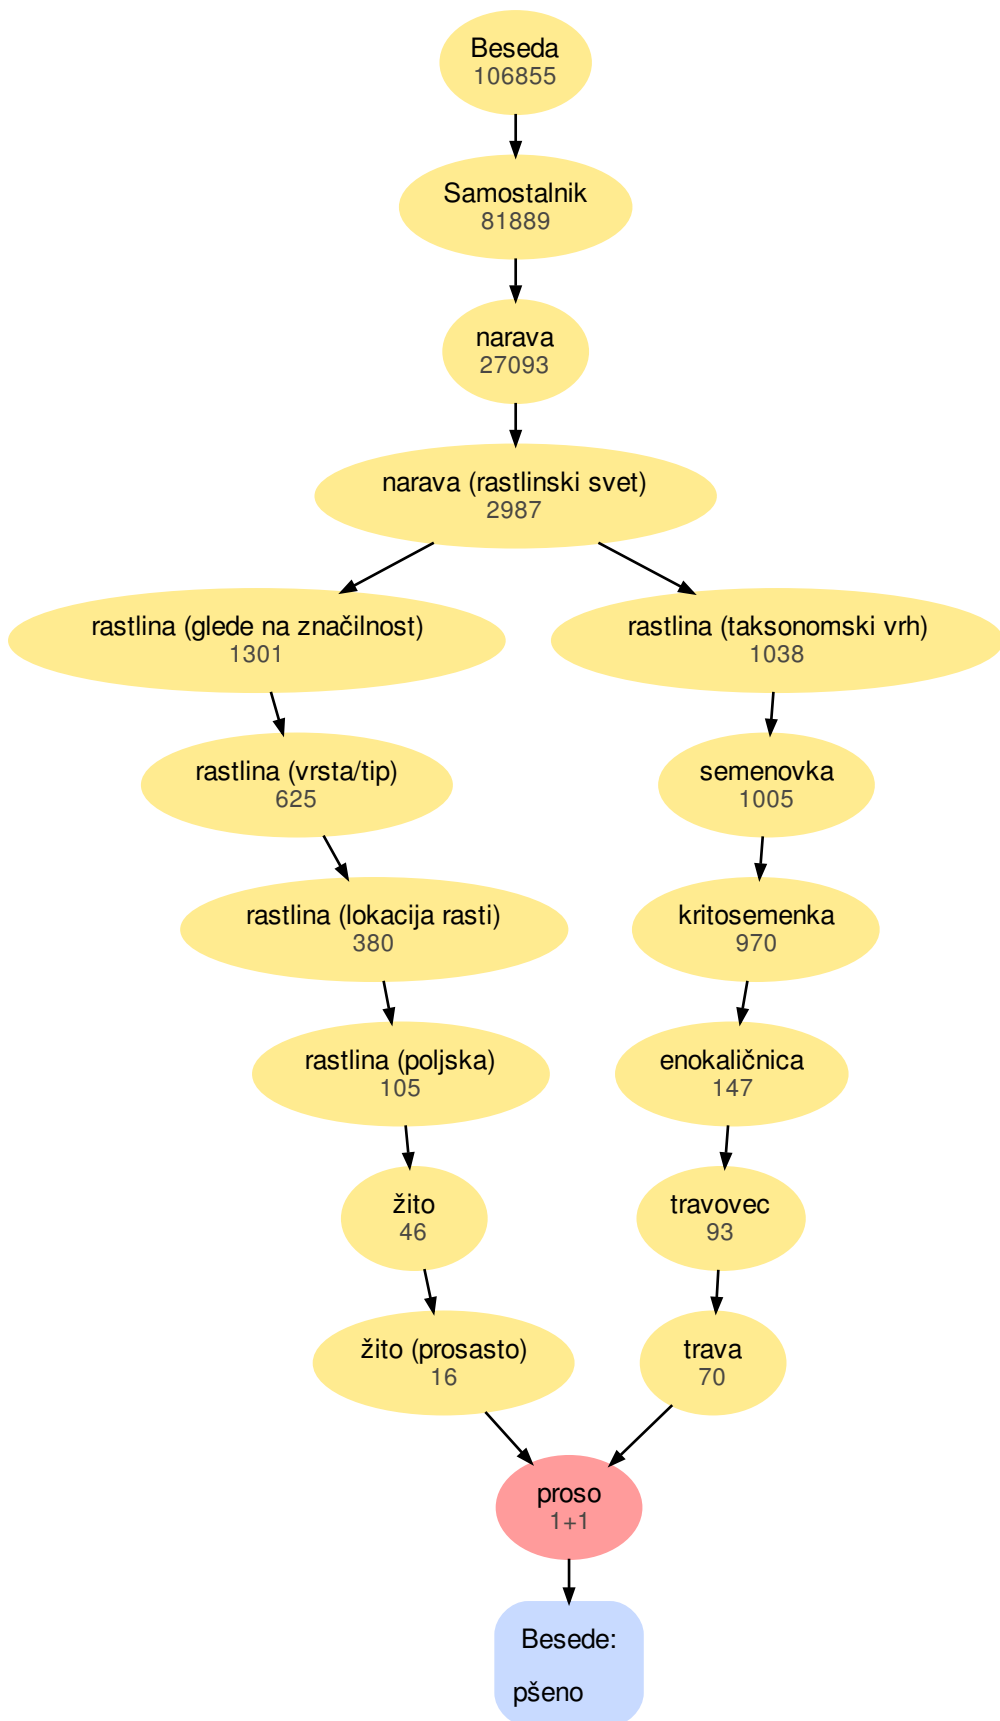 Beseda
106855
Samostalnik
81889
narava
27093
narava (rastlinski svet)
2987
rastlina (glede na značilnost)
1301
rastlina (taksonomski vrh)
1038
rastlina (vrsta/tip)
625
semenovka
1005
rastlina (lokacija rasti)
380
kritosemenka
970
rastlina (poljska)
105
enokaličnica
147
žito
46
travovec
93
žito (prosasto)
16
trava
70
proso
1+1
Besede:
pšeno